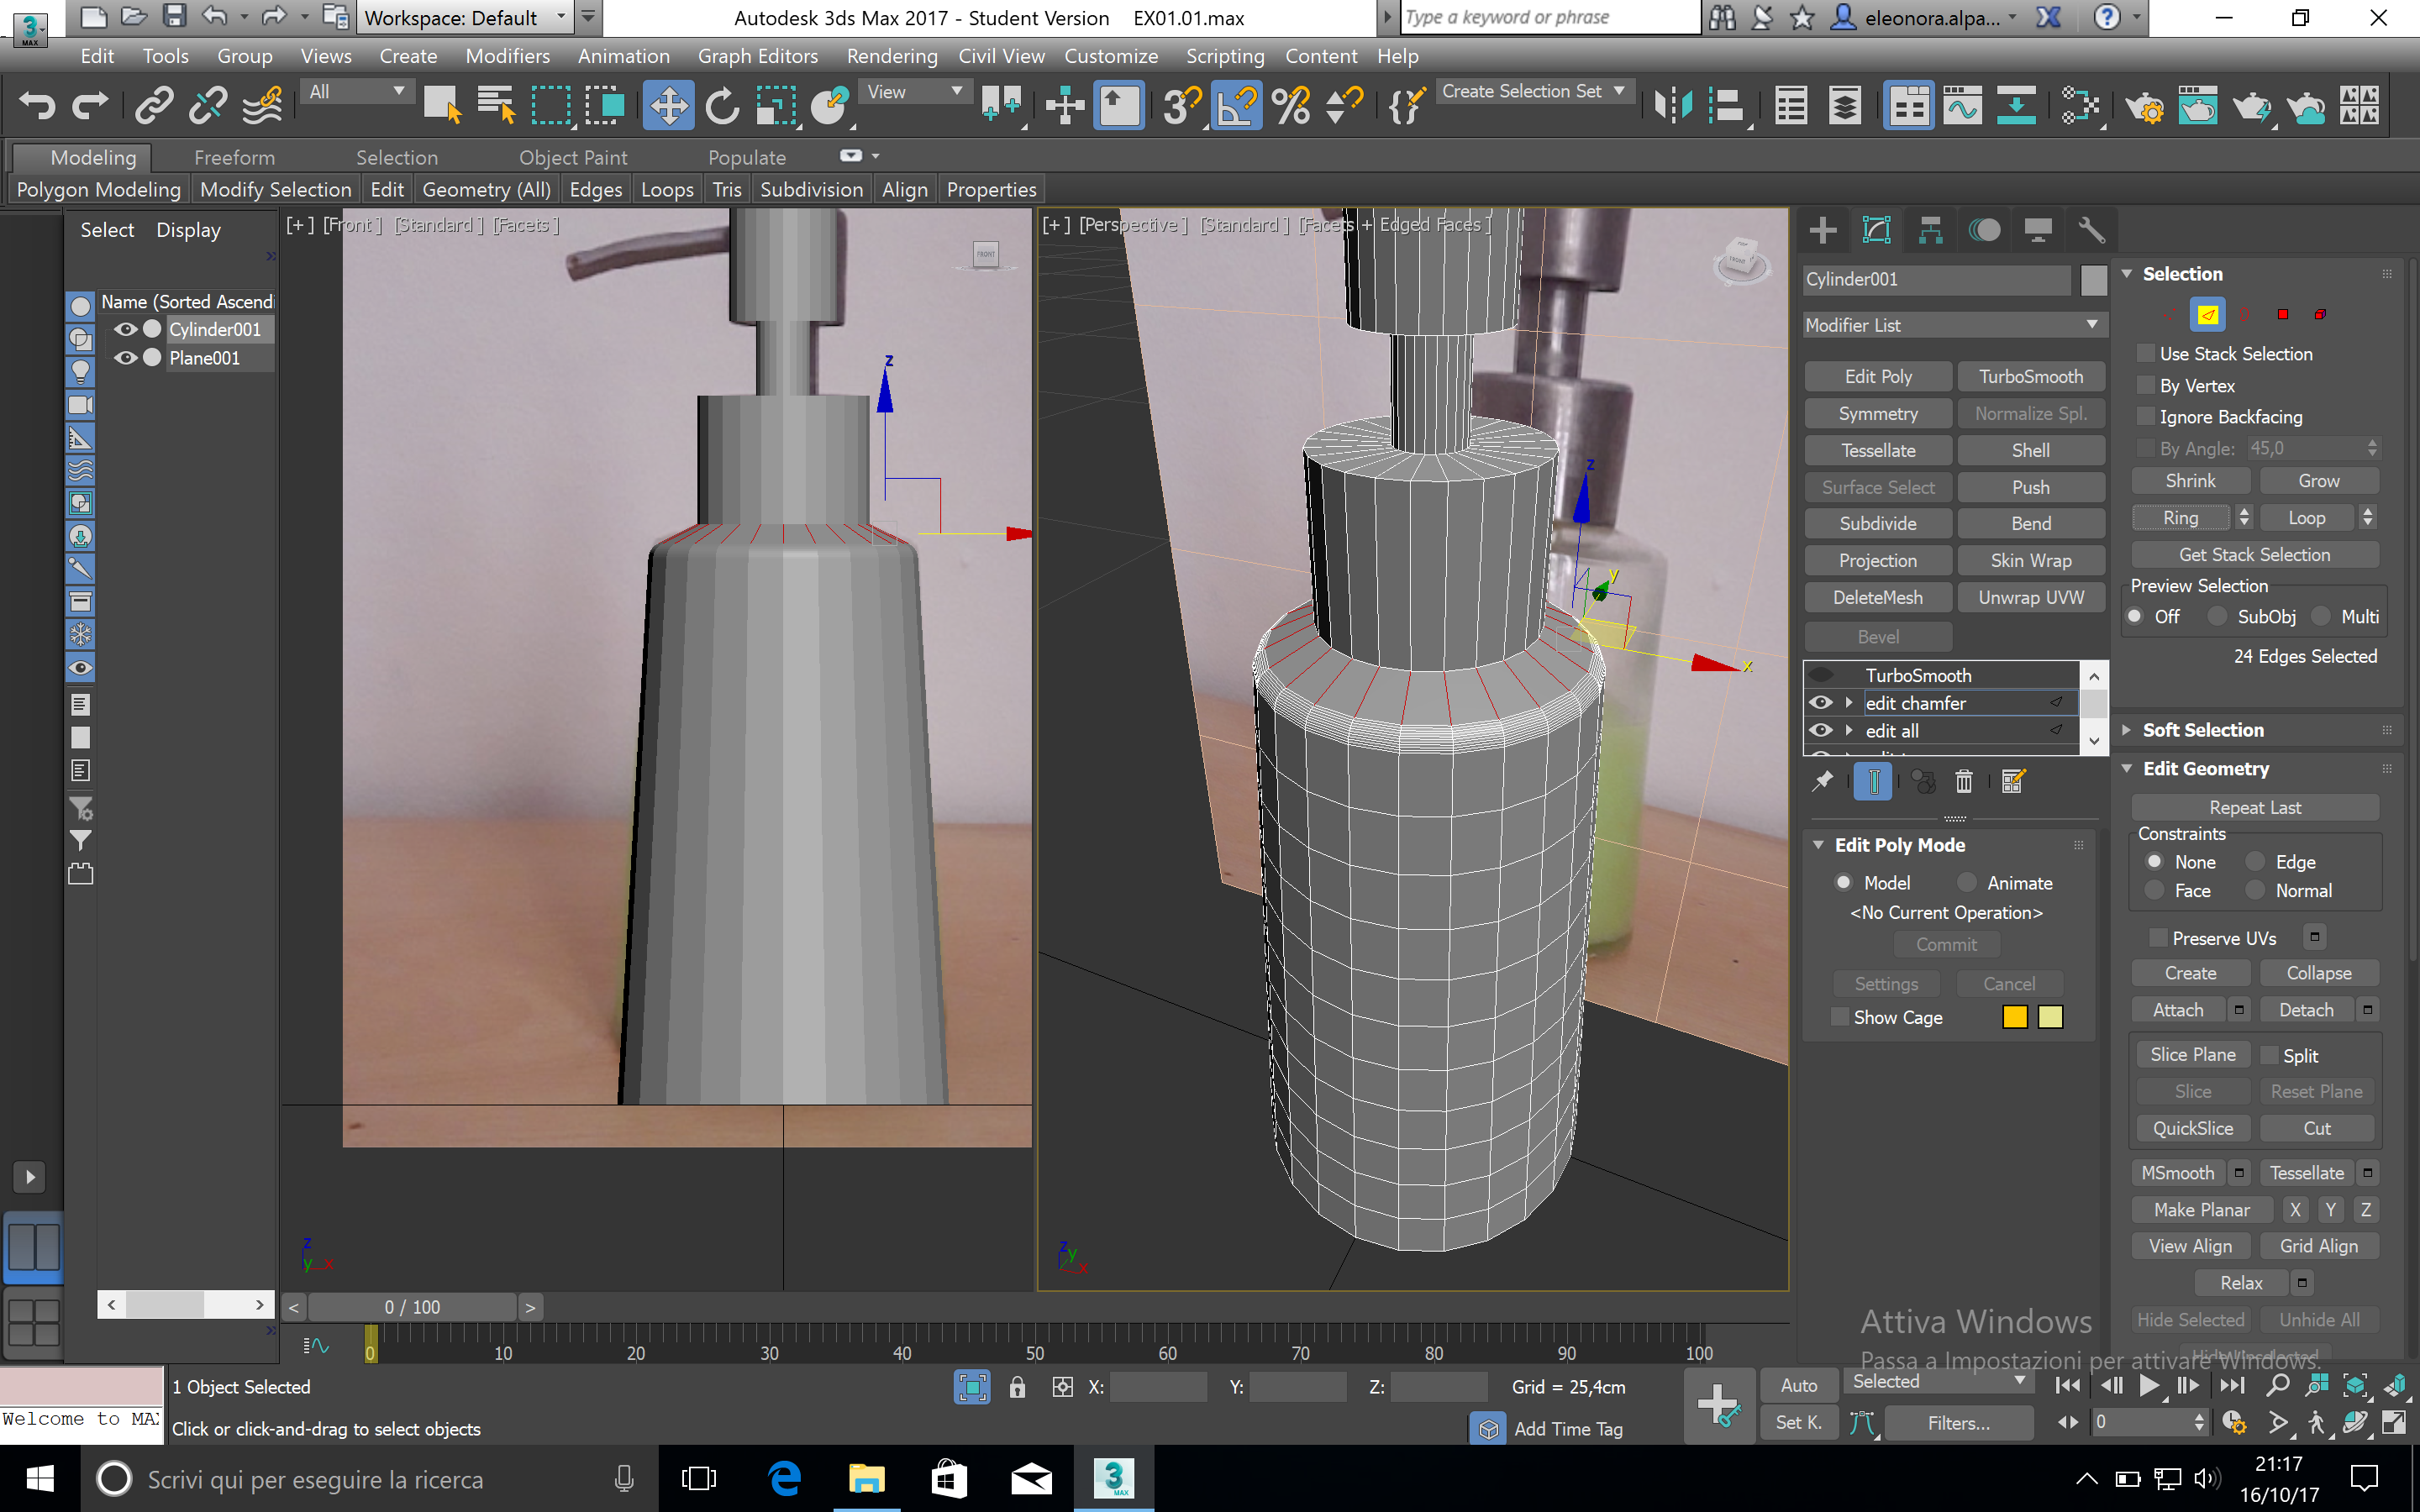 Workspace: Default
Autodesk 3ds Max 2017 - Student Version EX01.01.max
Type a keyword or phrase
eleonora.alpa...
Edit Tools Group Views Create Modifiers Animation Graph Editors Rendering Civil View Customize Scripting Content Help
All
View
Create Selection Set
Modeling Freeform Selection Object Paint Populate
Polygon Modeling Modify Selection Edit Geometry (All) Edges Loops Tris Subdivision Align Properties
Select Display
Name (Sorted Ascendi
Cylinder001
Plane001
[+] [Front ] [Standard ] [Facets ]
FRONT
z
[+] [Perspective ] [Standard ] [Facets + Edged Faces ]
FRONT
z
y
x
z
y x
z
y
x
Cylinder001
Modifier List
Edit Poly TurboSmooth
Symmetry Normalize Spl.
Tessellate Shell
Surface Select Push
Subdivide Bend
Projection Skin Wrap
DeleteMesh Unwrap UVW
Bevel
TurboSmooth
edit chamfer
edit all
Edit Poly Mode
Model Animate
<No Current Operation>
Commit
Settings Cancel
Show Cage
Selection
Use Stack Selection
By Vertex
Ignore Backfacing
By Angle: 45,0
Shrink Grow
Ring Loop
Get Stack Selection
Preview Selection
Off SubObj Multi
24 Edges Selected
Soft Selection
Edit Geometry
Repeat Last
Constraints
None Edge
Face Normal
Preserve UVs
Create Collapse
Attach Detach
Slice Plane Split
Slice Reset Plane
QuickSlice Cut
MSmooth Tessellate
Make Planar X Y Z
View Align Grid Align
Relax
Hide Selected Unhide All
Hide Unselected
Attiva Windows
Passa a Impostazioni per attivare Windows.
0 / 100
0 10 20 30 40 50 60 70 80 90 100
1 Object Selected
X: Y: Z: Grid = 25,4cm
Auto Selected
Welcome to MAX
Click or click-and-drag to select objects
Add Time Tag
Set K. Filters...
0
Scrivi qui per eseguire la ricerca
3
MAX
21:17
16/10/17